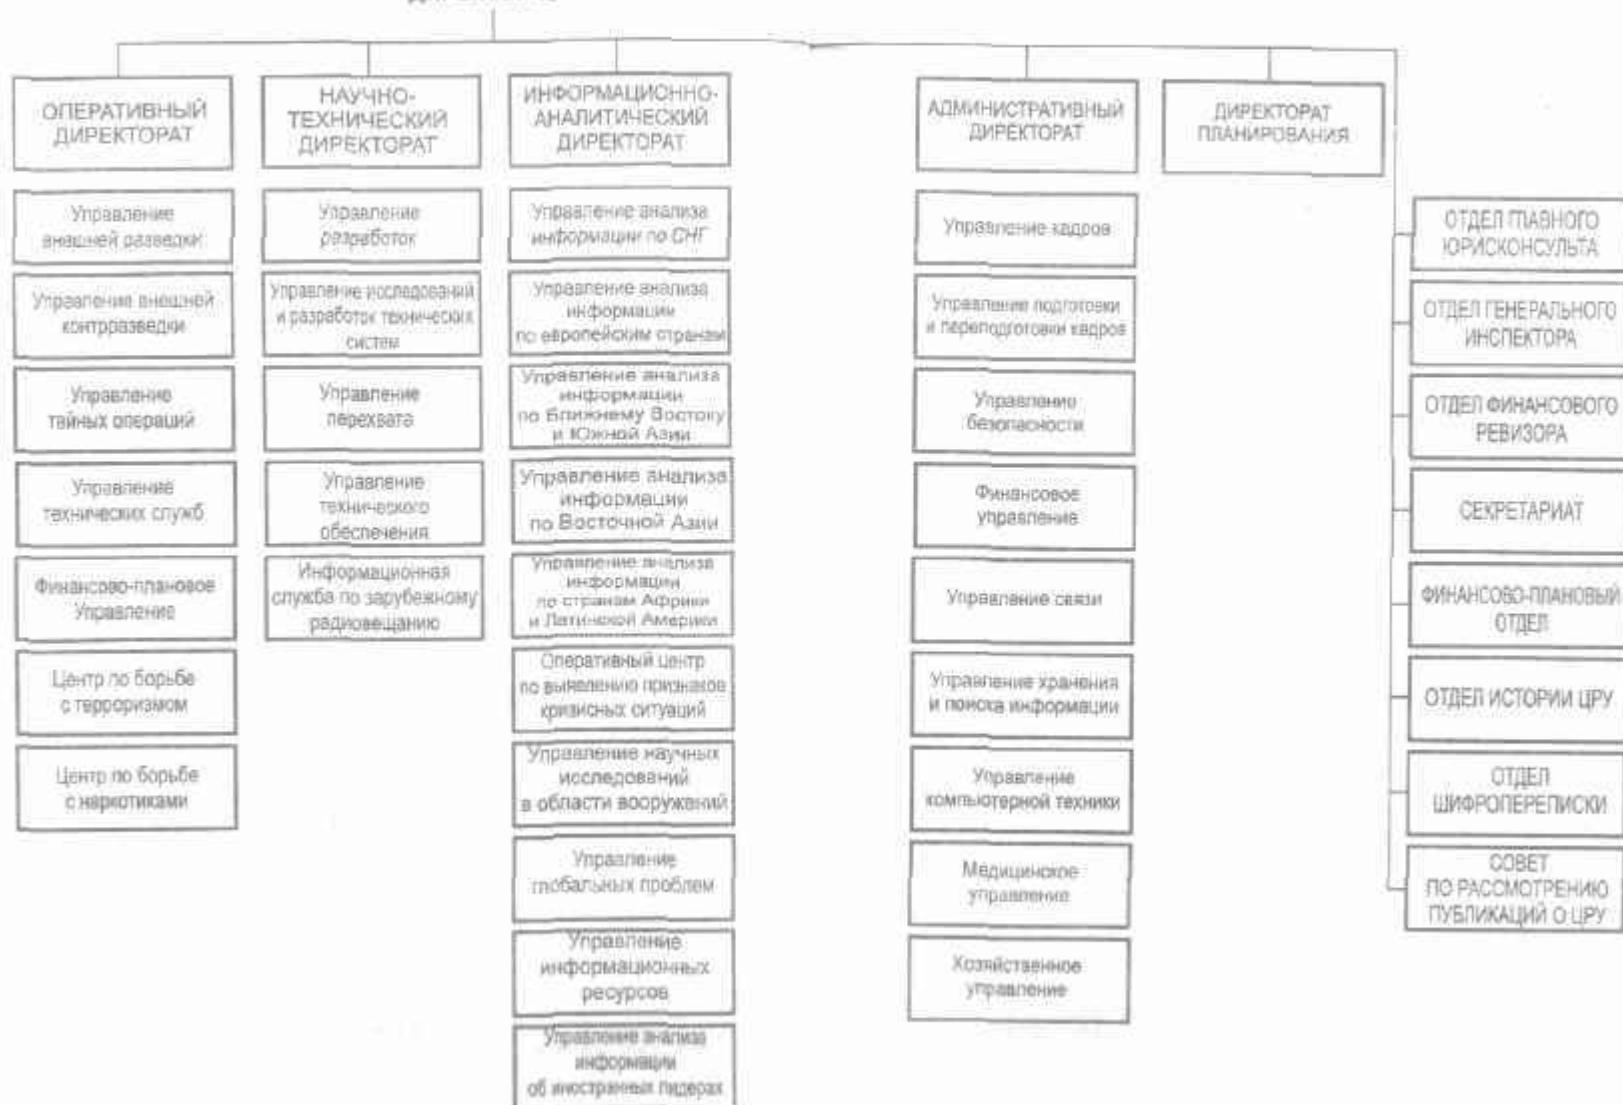 ОПЕРАТИВНЫЙ
ДИРЕКТОРАТ
НАУЧНО-
ТЕХНИЧЕСКИЙ
ДИРЕКТОРАТ
ИНФОРМАЦИОННО-
АНАЛИТИЧЕСКИЙ
ДИРЕКТОРАТ
АДМИНИСТРАТИВНЫЙ
ДИРЕКТОРАТ
ДИРЕКТОРАТ
ПЛАНИРОВАНИЯ
Управление
внешней разведки
Управление внешней
контрразведки
Управление
тайных операций
Управление
технических служб
Финансово-плановое
Управление
Центр по борьбе
с терроризмом
Центр по борьбе
с наркотиками
Управление
разработок
Управление исследований
и разработок технических
систем
Управление
перехвата
Управление
технического
обеспечения
Информационная
служба по зарубежному
радиовещанию
Управление анализа
информации по СНГ
Управление анализа
информации
по европейским странам
Управление анализа
информации
по Ближнему Востоку
и Южной Азии
Управление анализа
информации
по Восточной Азии
Управление анализа
информации
по странам Африки
и Латинской Америки
Оперативный центр
по выявлению признаков
кризисных ситуаций
Управление научных
исследований
в области вооружений
Управление
глобальных проблем
Управление
информационных
ресурсов
Управление анализа
информации
об иностранных лидерах
Управление кадров
Управление подготовки
и переподготовки кадров
Управление
безопасности
Финансовое
управление
Управление связи
Управление хранения
и поиска информации
Управление
компьютерной техники
Медицинское
управление
Хозяйственное
управление
ОТДЕЛ ГЛАВНОГО
ЮРИСКОНСУЛЬТА
ОТДЕЛ ГЕНЕРАЛЬНОГО
ИНСПЕКТОРА
ОТДЕЛ ФИНАНСОВОГО
РЕВИЗОРА
СЕКРЕТАРИАТ
ФИНАНСОВО-ПЛАНОВЫЙ
ОТДЕЛ
ОТДЕЛ ИСТОРИИ ЦРУ
ОТДЕЛ
ШИФРОПЕРЕПИСКИ
СОВЕТ
ПО РАССМОТРЕНИЮ
ПУБЛИКАЦИЙ О ЦРУ